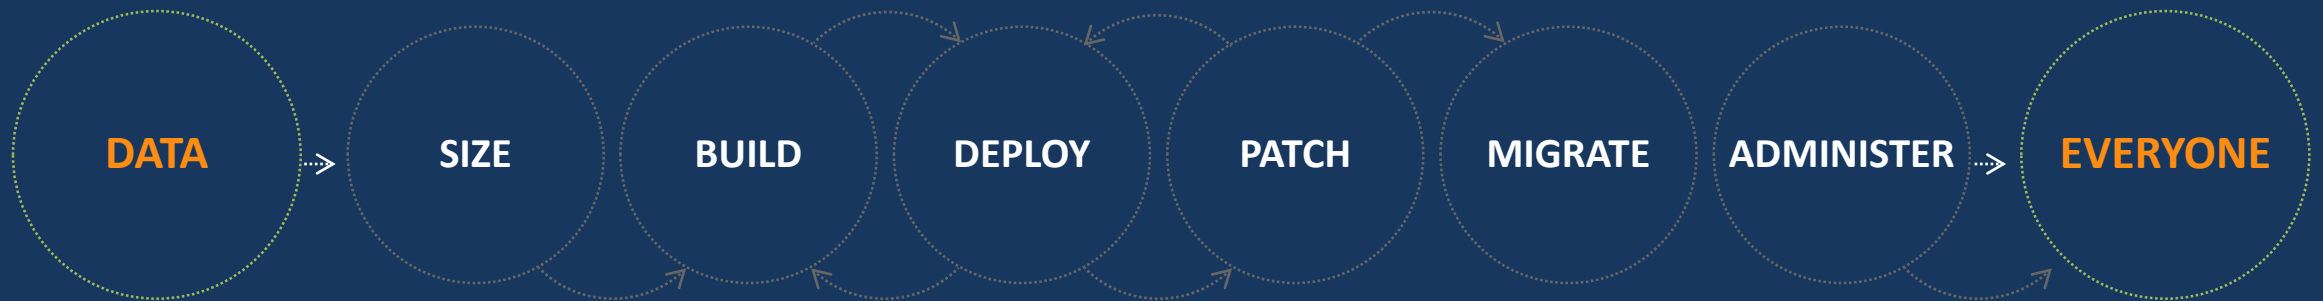 DATA
SIZE
BUILD
DEPLOY
PATCH
MIGRATE
ADMINISTER
EVERYONE